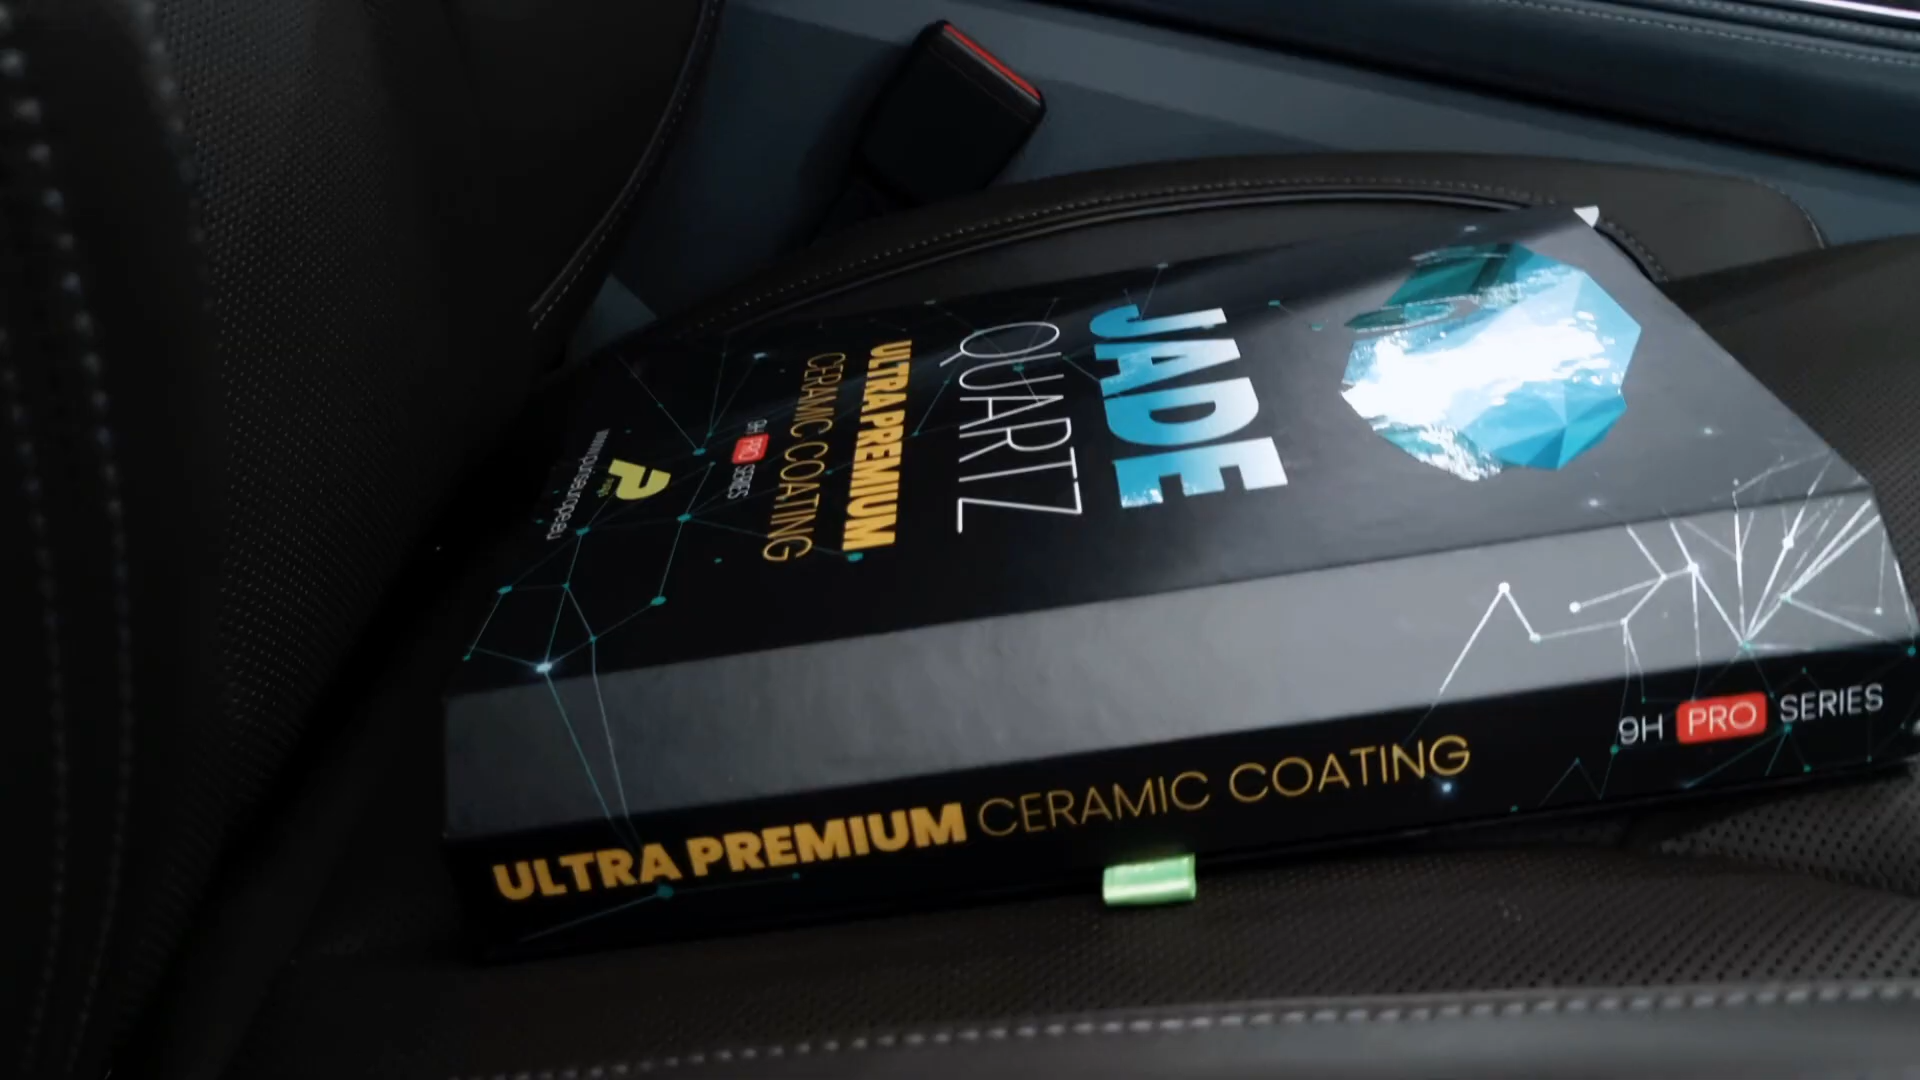 JADE
QUARTZ
ULTRA PREMIUM
CERAMIC COATING
9H PRO SERIES
ULTRA PREMIUM CERAMIC COATING
9H PRO SERIES